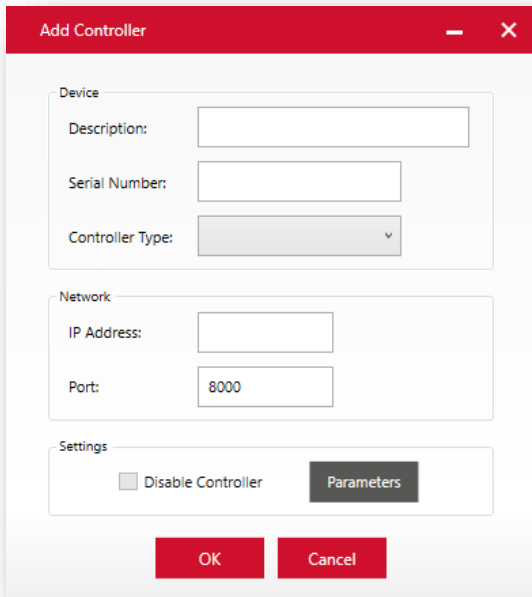 Add Controller
Device
Description:
Serial Number:
Controller Type:
Network
IP Address:
Port: 8000
Settings
Disable Controller Parameters
OK Cancel